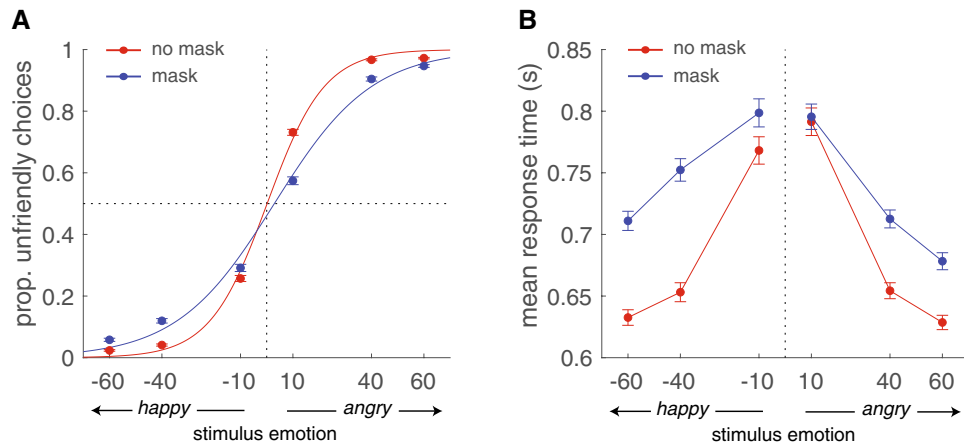 A
no mask
mask
prop. unfriendly choices
1
0.8
0.6
0.4
0.2
0
-60 -40 -10 10 40 60
happy angry
stimulus emotion
B
no mask
mask
mean response time (s)
0.85
0.8
0.75
0.7
0.65
0.6
-60 -40 -10 10 40 60
happy angry
stimulus emotion